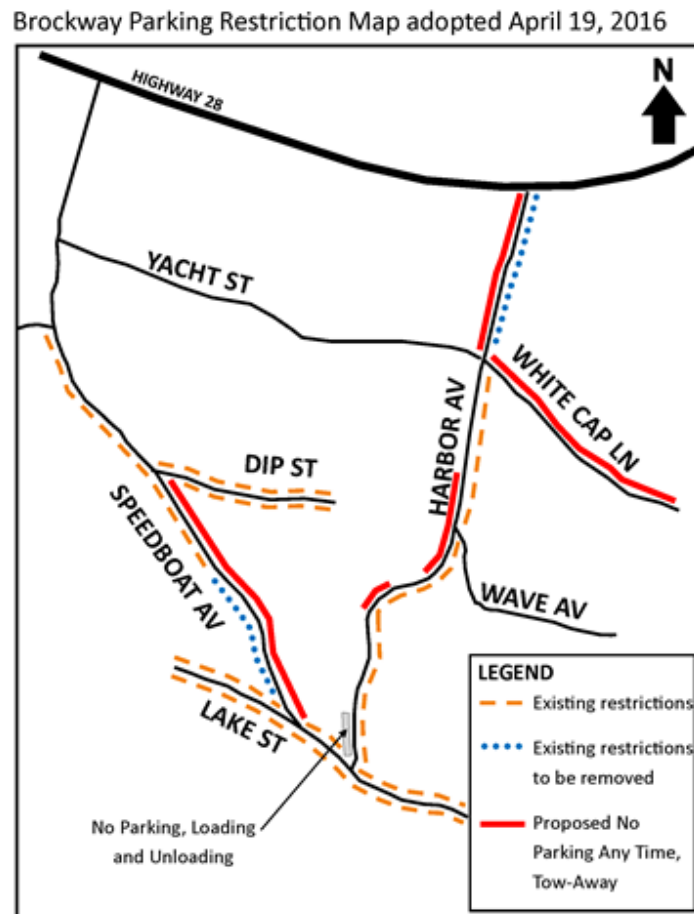 Brockway Parking Restriction Map adopted April 19, 2016
HIGHWAY 28
N
YACHT ST
WHITE CAP LN
HARBOR AV
DIP ST
SPEEDBOAT AV
WAVE AV
LAKE ST
No Parking, Loading
and Unloading
LEGEND
Existing restrictions
Existing restrictions
to be removed
Proposed No
Parking Any Time,
Tow-Away